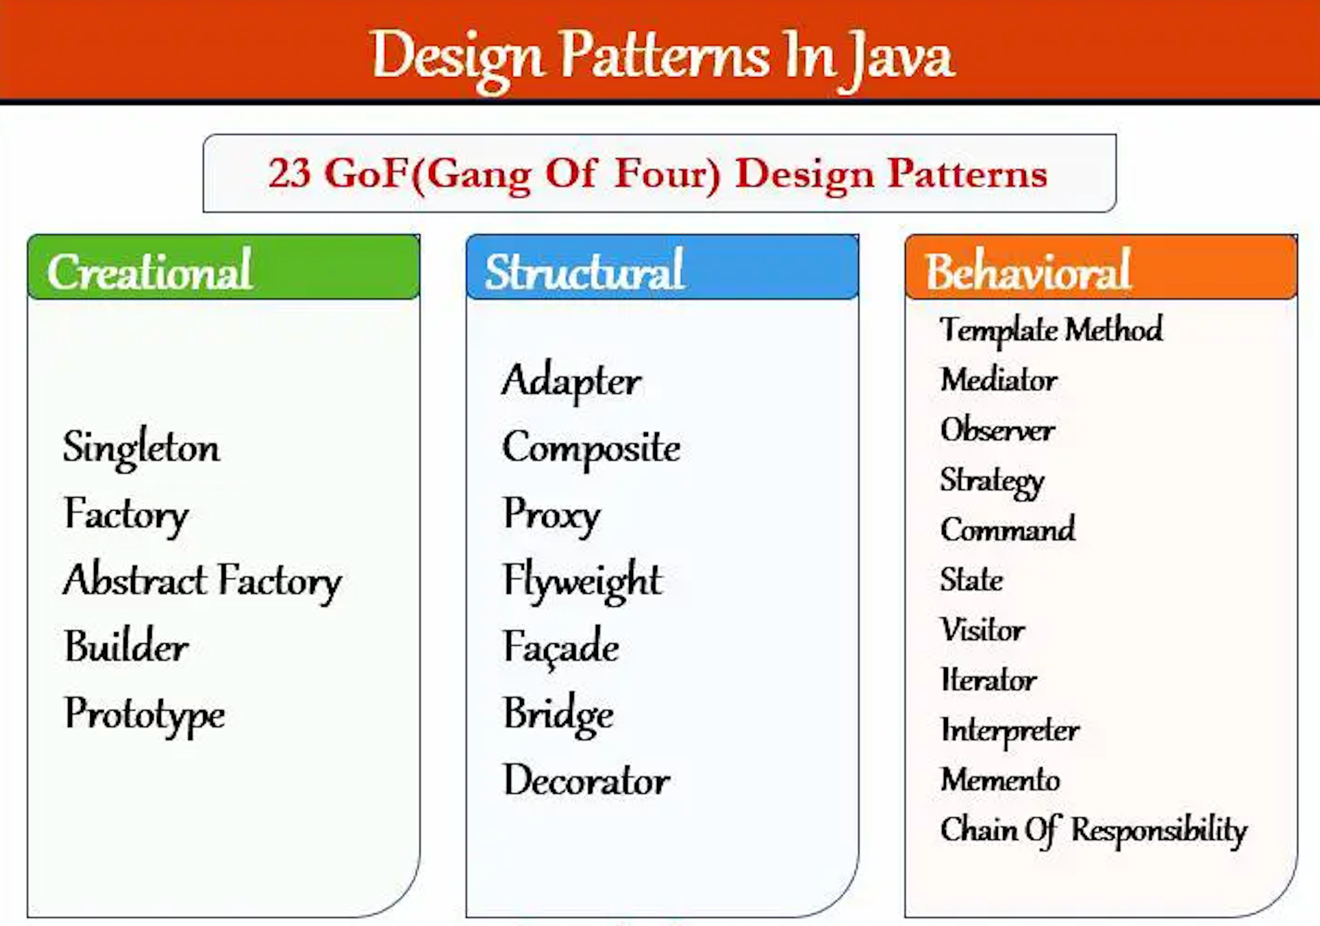 Design Patterns In Java
23 GoF(Gang Of Four) Design Patterns
Creational
Singleton
Factory
Abstract Factory
Builder
Prototype
Structural
Adapter
Composite
Proxy
Flyweight
Façade
Bridge
Decorator
Behavioral
Template Method
Mediator
Observer
Strategy
Command
State
Visitor
Iterator
Interpreter
Memento
Chain Of Responsibility